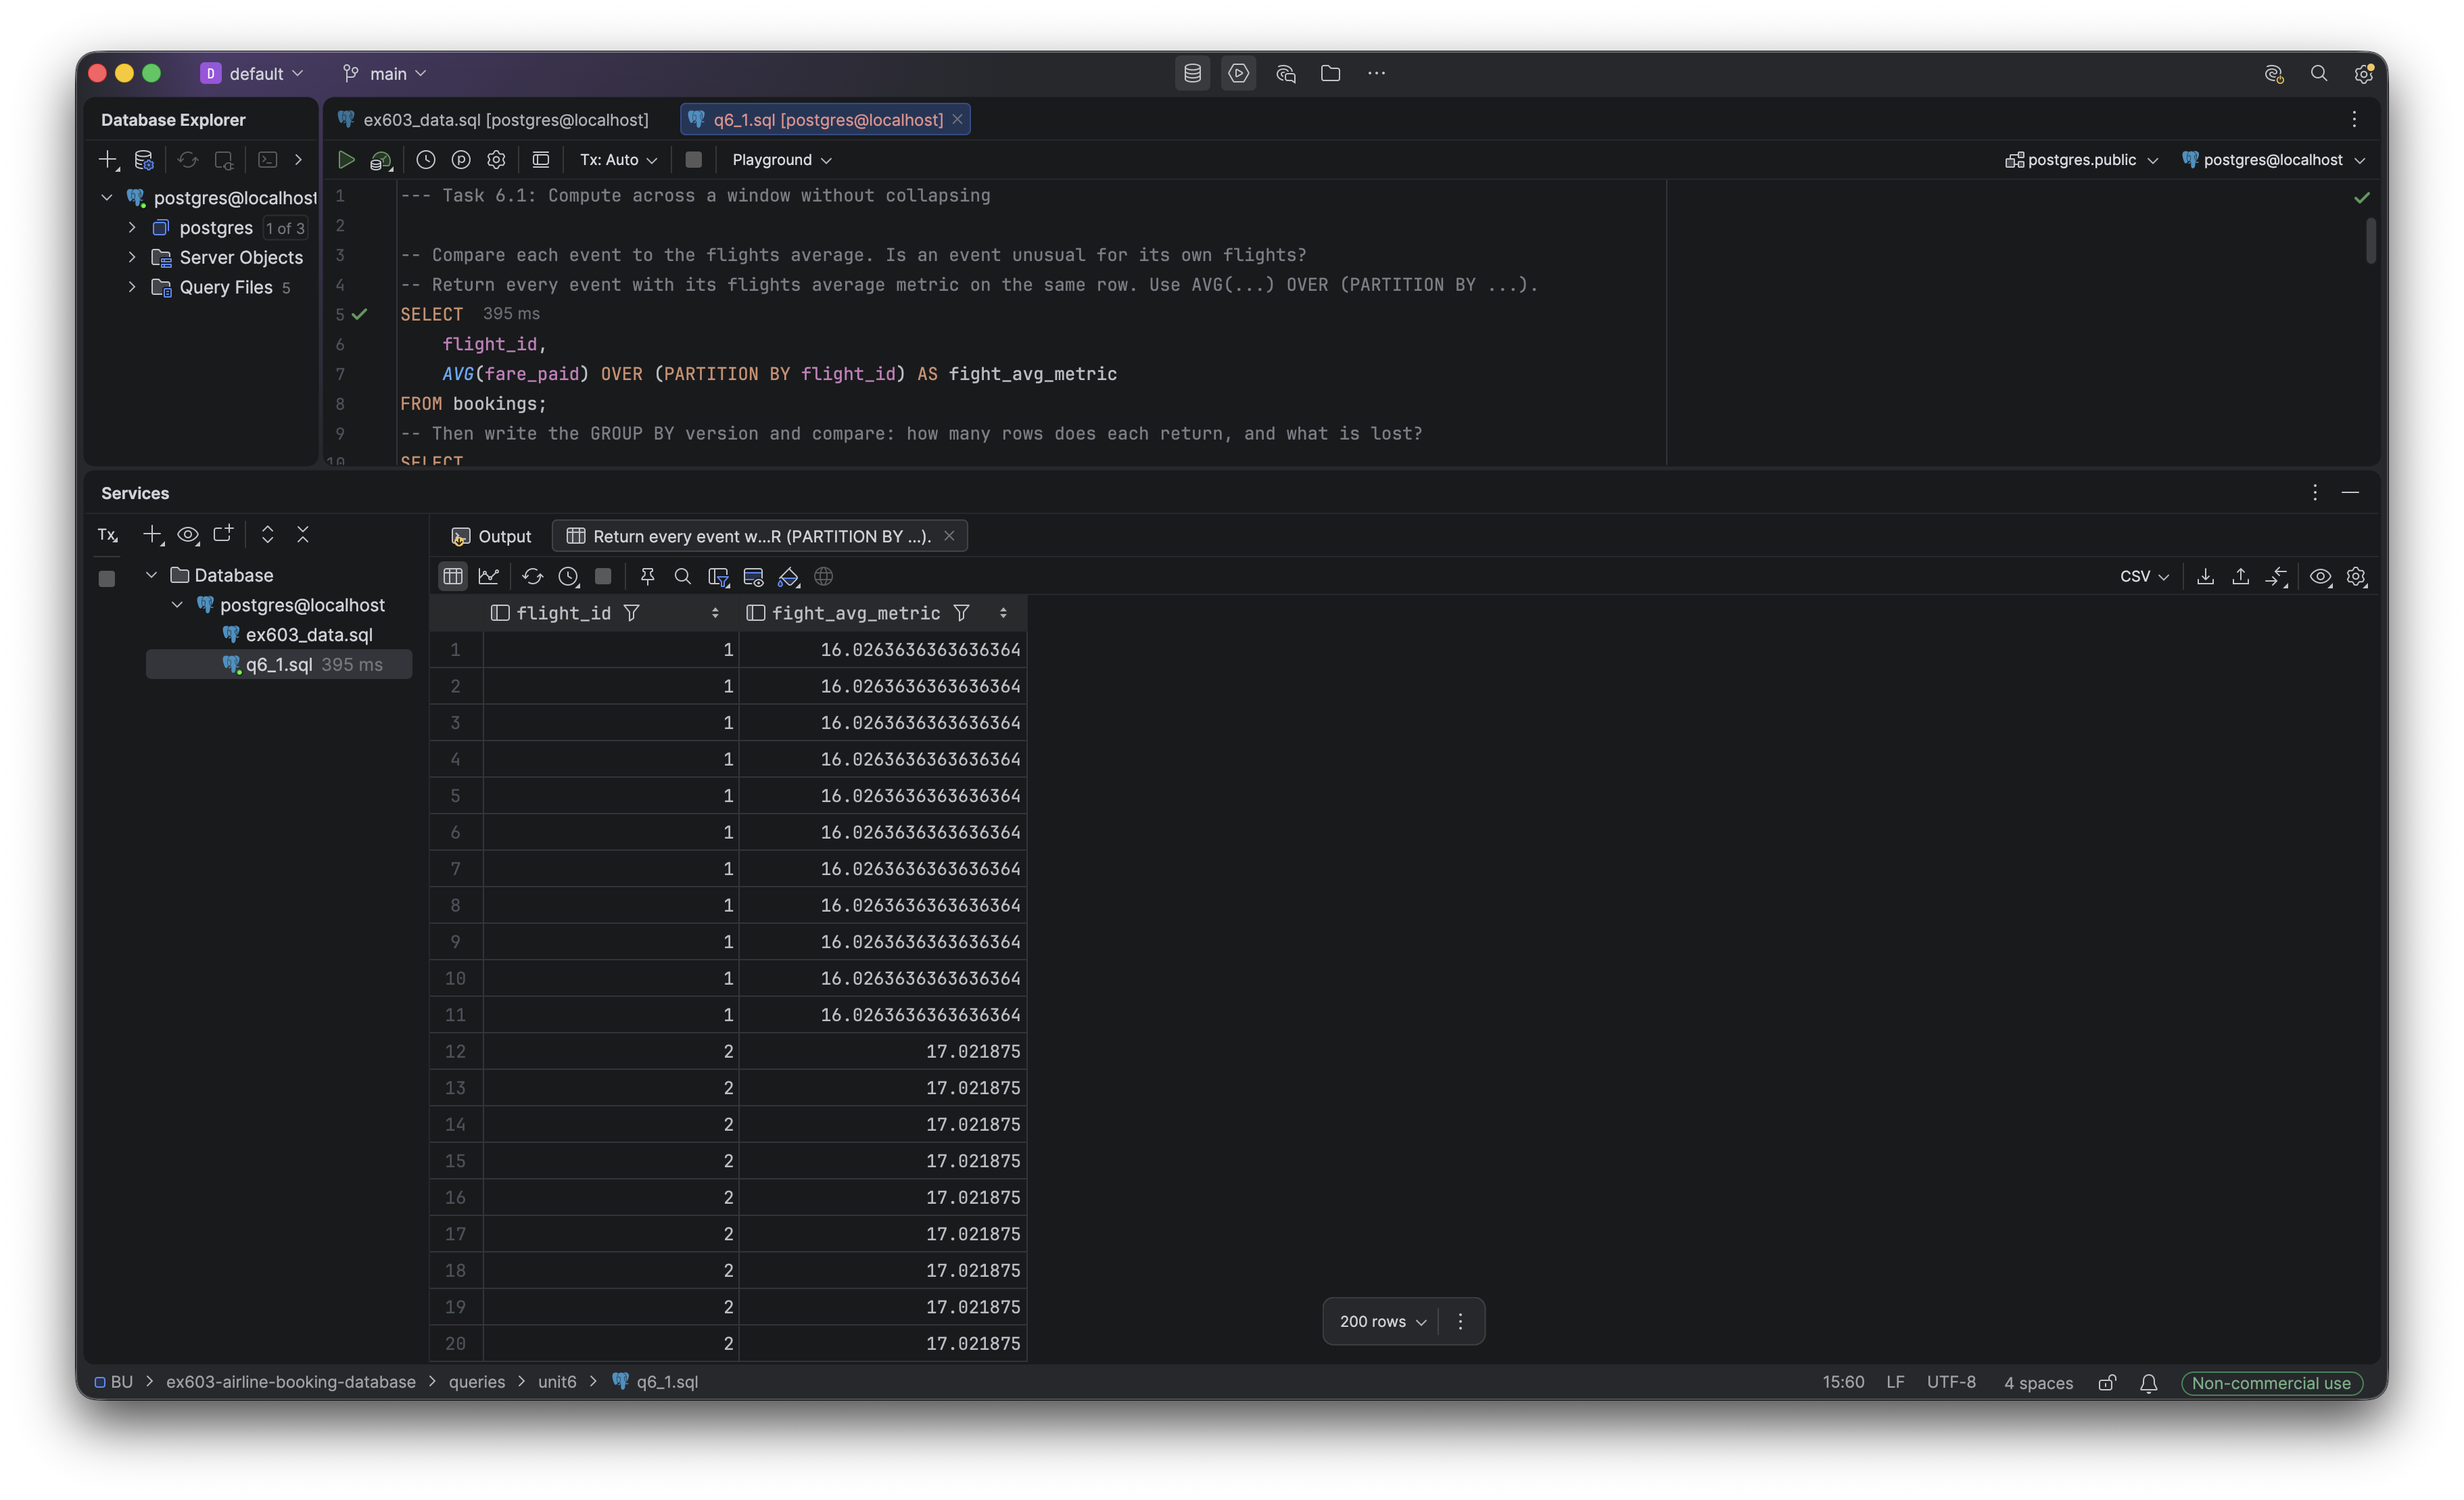 D default main
Database Explorer
ex603_data.sql [postgres@localhost]
q6_1.sql [postgres@localhost]
Tx: Auto
Playground
postgres.public
postgres@localhost
postgres@localhost
postgres 1 of 3
Server Objects
Query Files 5
1 --- Task 6.1: Compute across a window without collapsing
2
3 -- Compare each event to the flights average. Is an event unusual for its own flights?
4 -- Return every event with its flights average metric on the same row. Use AVG(...) OVER (PARTITION BY ...).
5 SELECT 395 ms
6 flight_id,
7 AVG(fare_paid) OVER (PARTITION BY flight_id) AS fight_avg_metric
8 FROM bookings;
9 -- Then write the GROUP BY version and compare: how many rows does each return, and what is lost?
10 SELECT
Services
Tx
Database
postgres@localhost
ex603_data.sql
q6_1.sql 395 ms
Output
Return every event w...R (PARTITION BY ...).
CSV
flight_id fight_avg_metric
1 1 16.0263636363636364
2 1 16.0263636363636364
3 1 16.0263636363636364
4 1 16.0263636363636364
5 1 16.0263636363636364
6 1 16.0263636363636364
7 1 16.0263636363636364
8 1 16.0263636363636364
9 1 16.0263636363636364
10 1 16.0263636363636364
11 1 16.0263636363636364
12 2 17.021875
13 2 17.021875
14 2 17.021875
15 2 17.021875
16 2 17.021875
17 2 17.021875
18 2 17.021875
19 2 17.021875
20 2 17.021875
200 rows
BU > ex603-airline-booking-database > queries > unit6 > q6_1.sql
15:60 LF UTF-8 4 spaces Non-commercial use